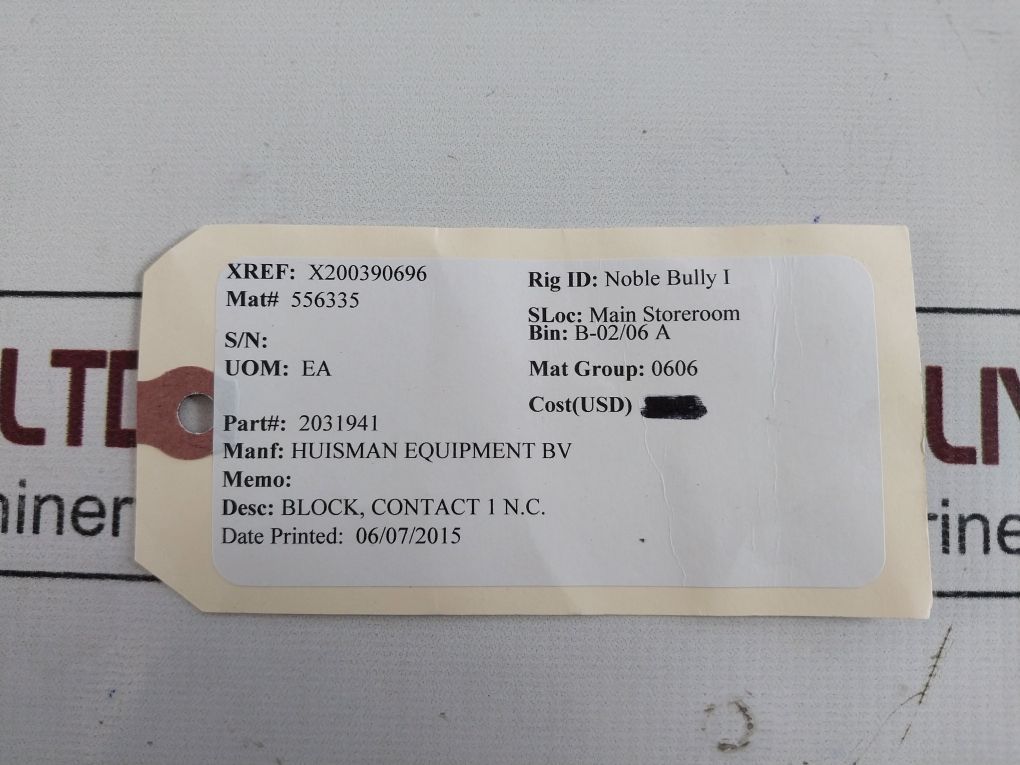 XREF: X200390696
Mat# 556335
S/N:
UOM: EA
Part#: 2031941
Manf: HUISMAN EQUIPMENT BV
Memo:
Desc: BLOCK, CONTACT 1 N.C.
Date Printed: 06/07/2015
Rig ID: Noble Bully I
SLoc: Main Storeroom
Bin: B-02/06 A
Mat Group: 0606
Cost(USD)
LTD